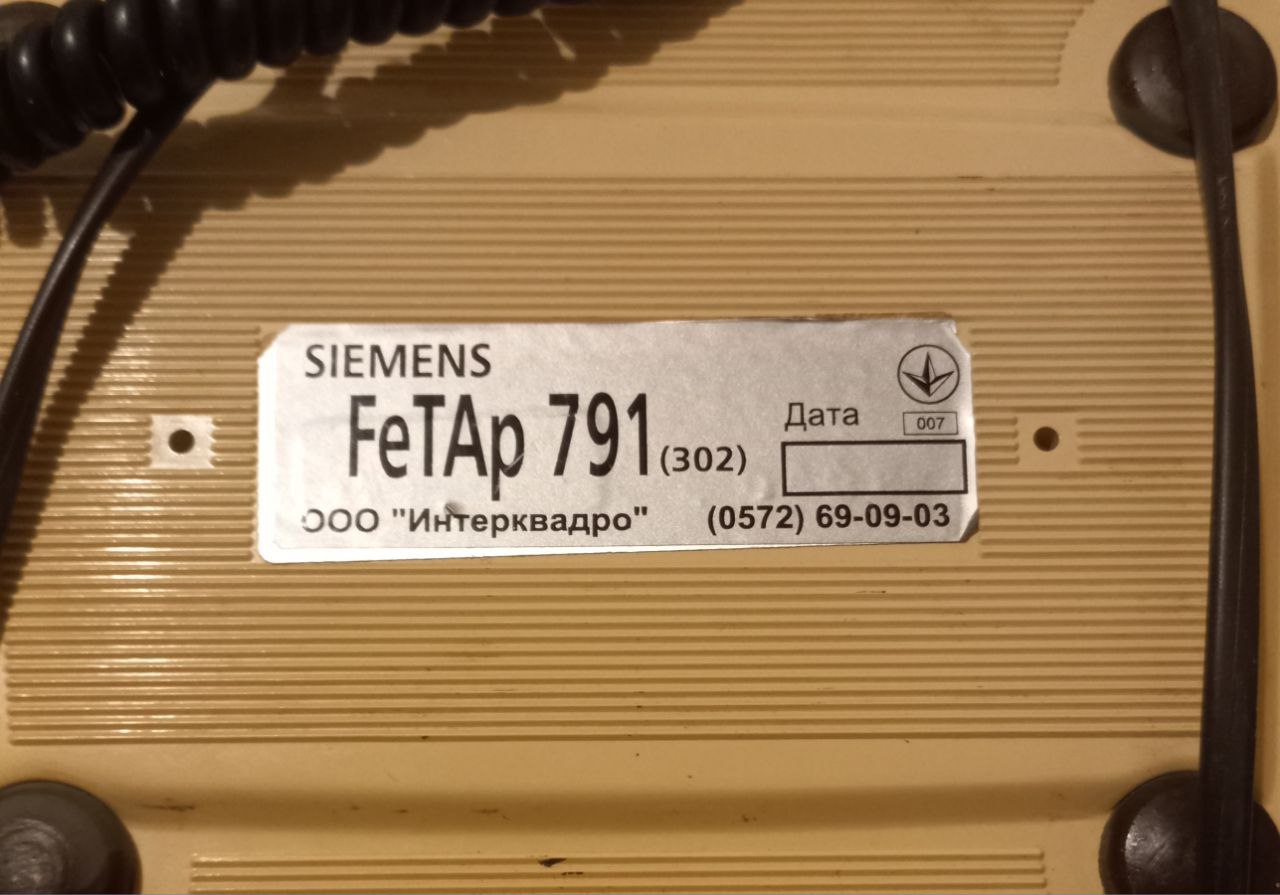 SIEMENS
FeTAp 791 (302)
Дата
007
ООО "Интерквадро" (0572) 69-09-03